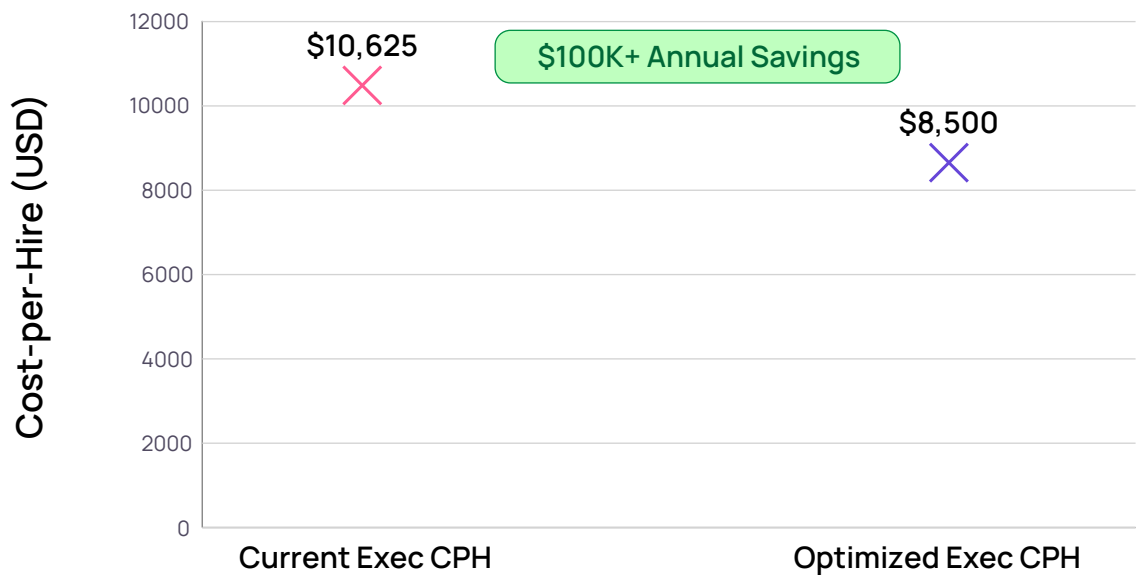 Cost-per-Hire (USD)
12000
10000
8000
6000
4000
2000
0
$10,625
$100K+ Annual Savings
$8,500
Current Exec CPH
Optimized Exec CPH